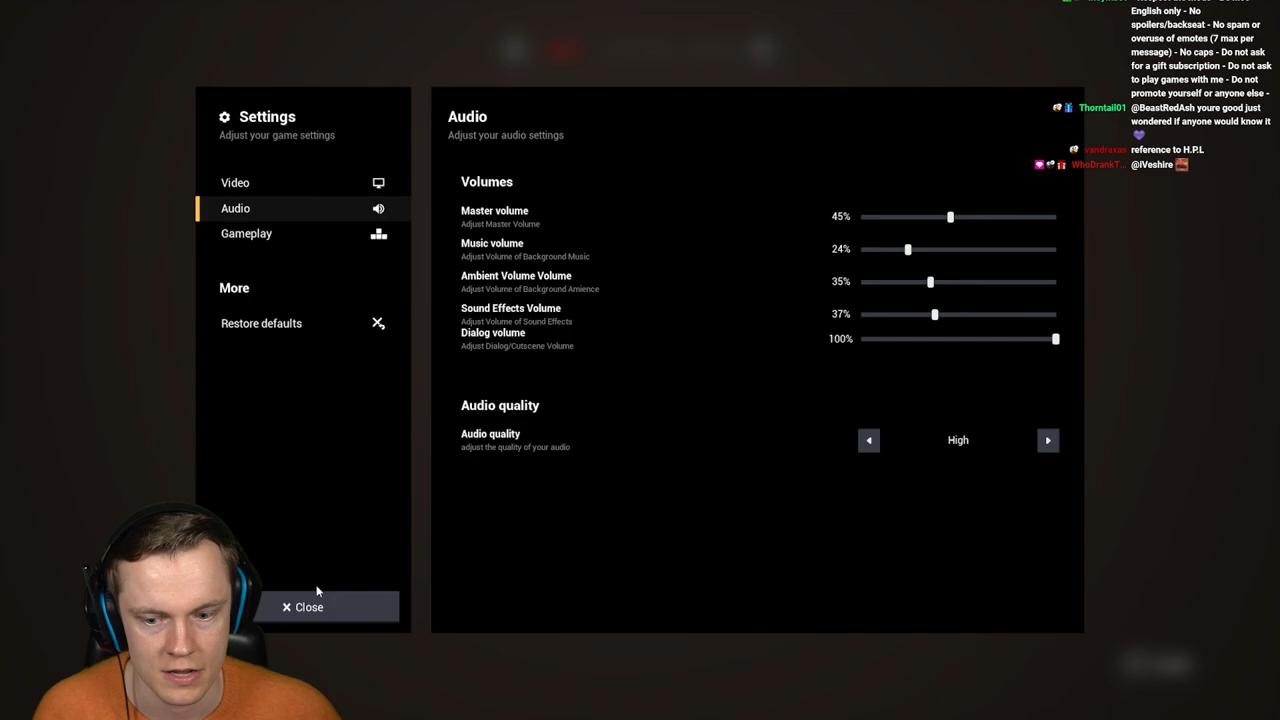 English only - No
spoilers/backseat - No spam or
overuse of emotes (7 max per
message) - No caps - Do not ask
for a gift subscription - Do not ask
to play games with me - Do not
promote yourself or anyone else -
Thorntail01 @BeastRedAsh youre good just
wondered if anyone would know it
vandraxas reference to H.P.L
WhoDrankT... @iVeshire
Settings
Adjust your game settings
Video
Audio
Gameplay
More
Restore defaults
Close
Audio
Adjust your audio settings
Volumes
Master volume 45%
Adjust Master Volume
Music volume 24%
Adjust Volume of Background Music
Ambient Volume Volume 35%
Adjust Volume of Background Amience
Sound Effects Volume 37%
Adjust Volume of Sound Effects
Dialog volume 100%
Adjust Dialog/Cutscene Volume
Audio quality
Audio quality High
adjust the quality of your audio